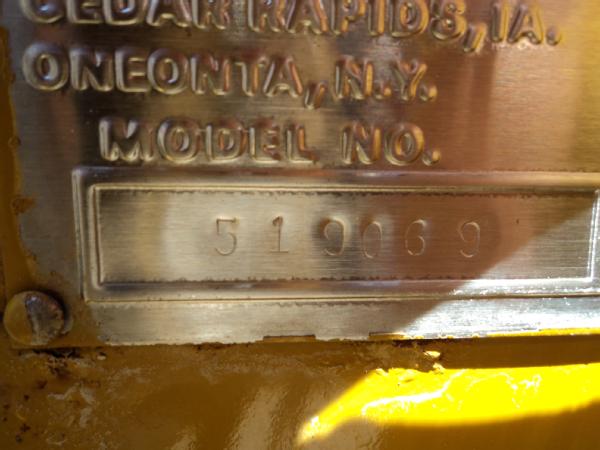 CEDAR RAPIDS, IA.
ONEONTA, N.Y.
MODEL NO.
519069